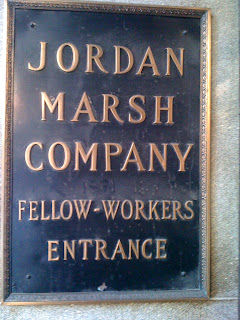 JORDAN
MARSH
COMPANY
FELLOW-WORKERS
ENTRANCE